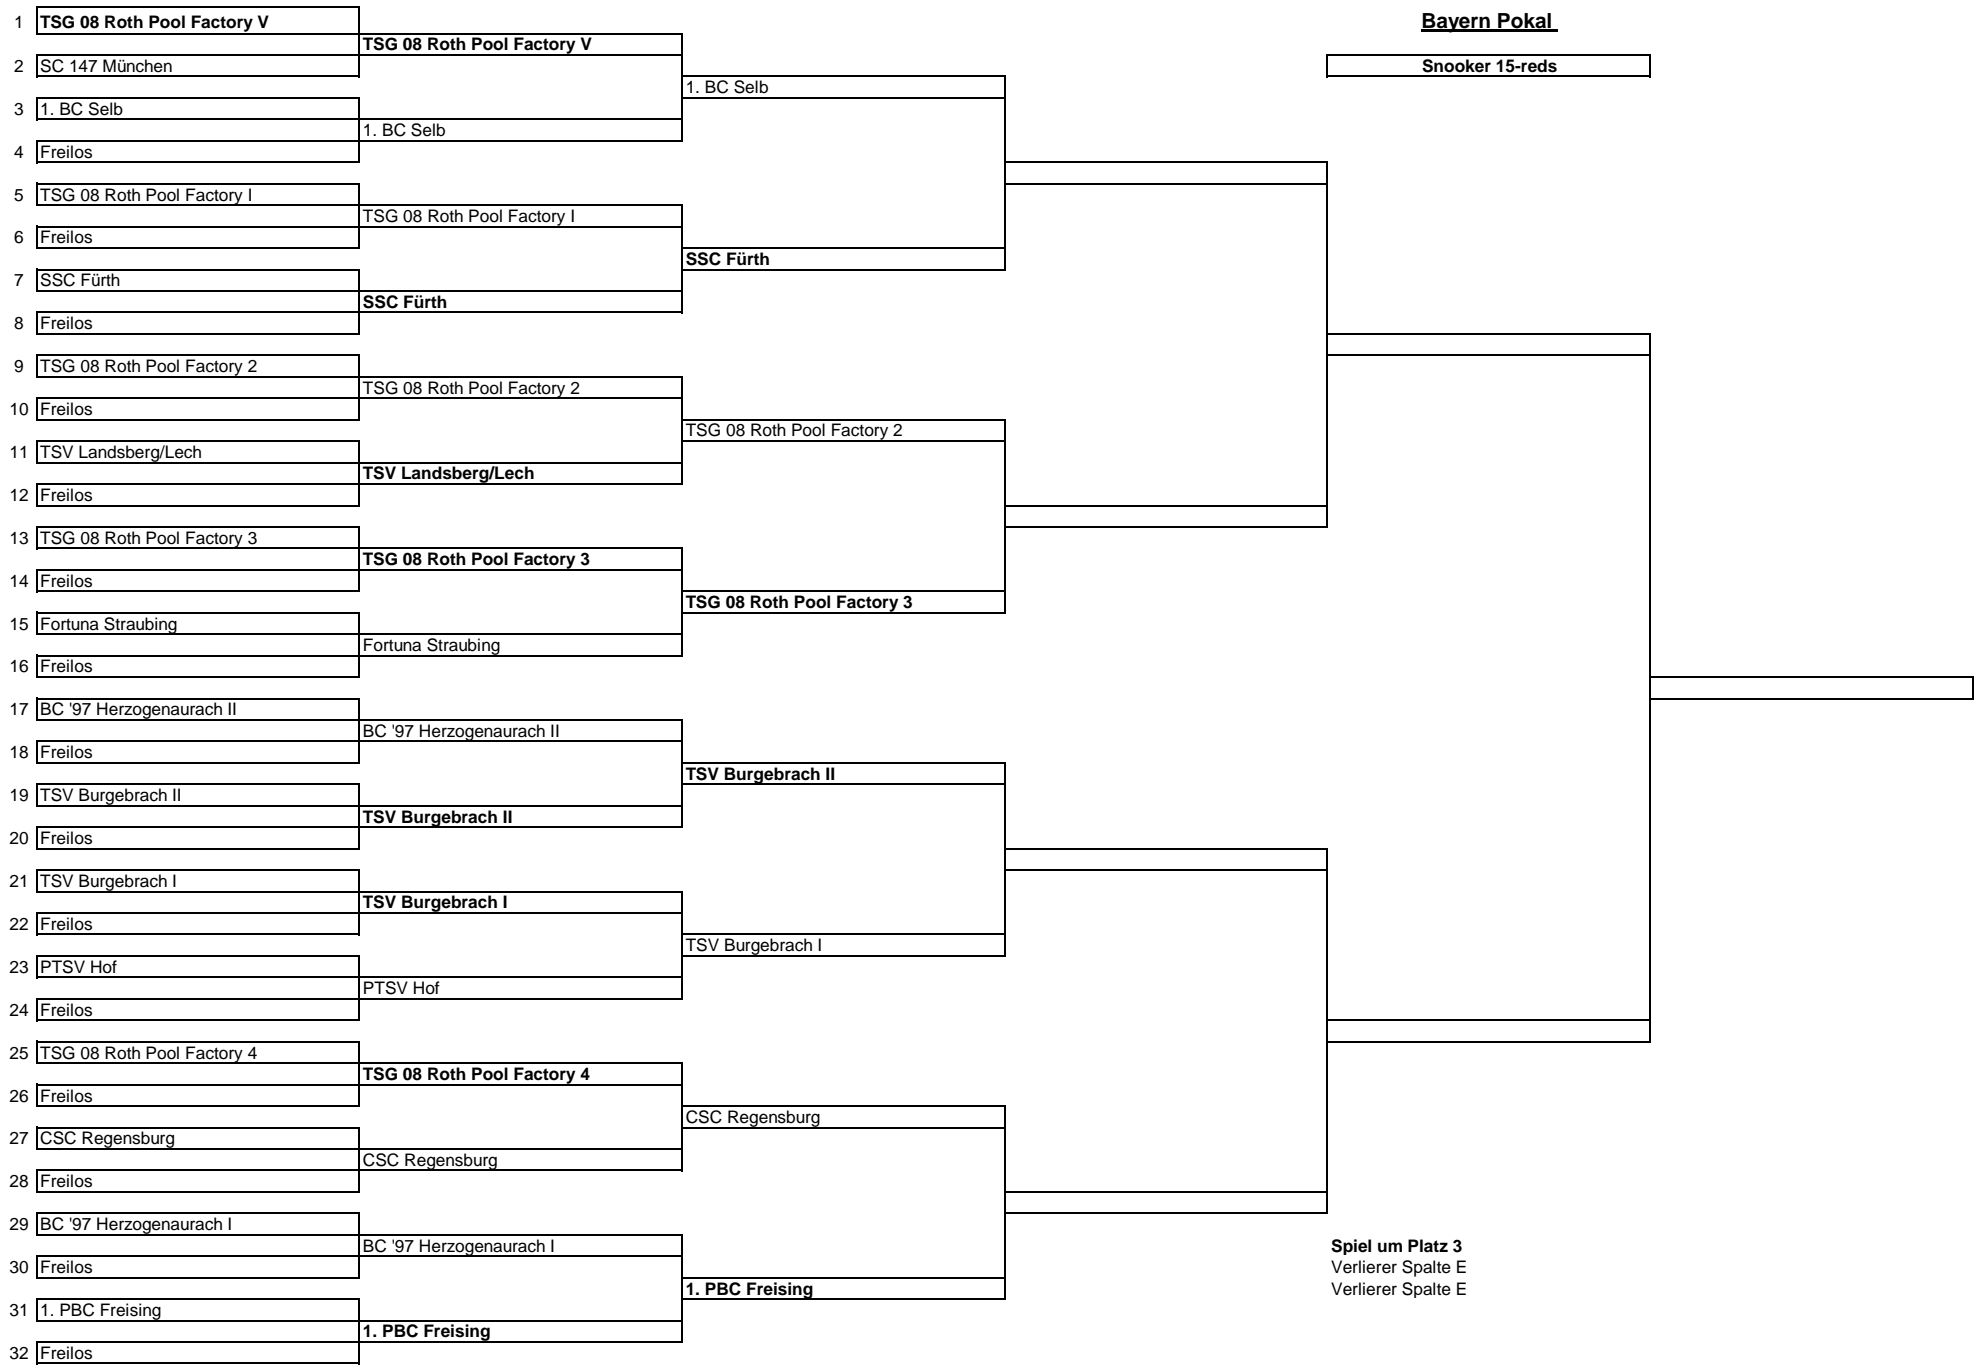 Bayern Pokal
Snooker 15-reds
1 TSG 08 Roth Pool Factory V
TSG 08 Roth Pool Factory V
2 SC 147 München
1. BC Selb
3 1. BC Selb
1. BC Selb
4 Freilos
5 TSG 08 Roth Pool Factory I
TSG 08 Roth Pool Factory I
6 Freilos
SSC Fürth
7 SSC Fürth
SSC Fürth
8 Freilos
9 TSG 08 Roth Pool Factory 2
TSG 08 Roth Pool Factory 2
10 Freilos
TSG 08 Roth Pool Factory 2
11 TSV Landsberg/Lech
TSV Landsberg/Lech
12 Freilos
13 TSG 08 Roth Pool Factory 3
TSG 08 Roth Pool Factory 3
14 Freilos
TSG 08 Roth Pool Factory 3
15 Fortuna Straubing
Fortuna Straubing
16 Freilos
17 BC '97 Herzogenaurach II
BC '97 Herzogenaurach II
18 Freilos
TSV Burgebrach II
19 TSV Burgebrach II
TSV Burgebrach II
20 Freilos
21 TSV Burgebrach I
TSV Burgebrach I
22 Freilos
TSV Burgebrach I
23 PTSV Hof
PTSV Hof
24 Freilos
25 TSG 08 Roth Pool Factory 4
TSG 08 Roth Pool Factory 4
26 Freilos
CSC Regensburg
27 CSC Regensburg
CSC Regensburg
28 Freilos
29 BC '97 Herzogenaurach I
BC '97 Herzogenaurach I
30 Freilos
1. PBC Freising
31 1. PBC Freising
1. PBC Freising
32 Freilos
Spiel um Platz 3
Verlierer Spalte E
Verlierer Spalte E